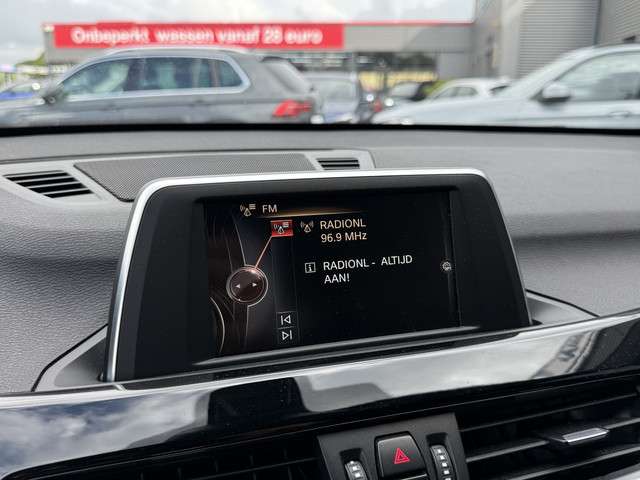 Onbeperkt wassen vanaf 28 euro
FM
RADIONL
96.9 MHz
RADIONL - ALTIJD
AAN!